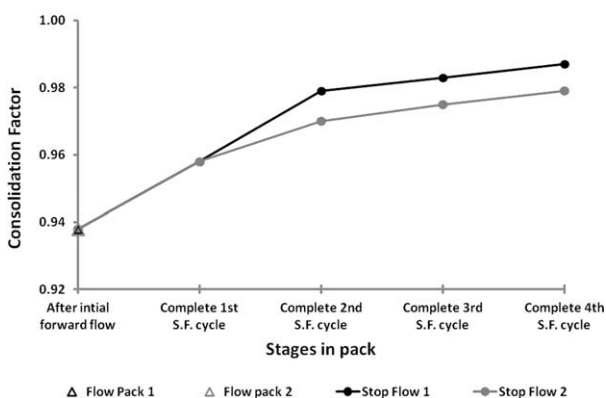 1.00
0.98
0.96
0.94
0.92
Consolidation Factor
After intial
forward flow
Complete 1st
S.F. cycle
Complete 2nd
S.F. cycle
Complete 3rd
S.F. cycle
Complete 4th
S.F. cycle
Stages in pack
Flow Pack 1
Flow pack 2
Stop Flow 1
Stop Flow 2